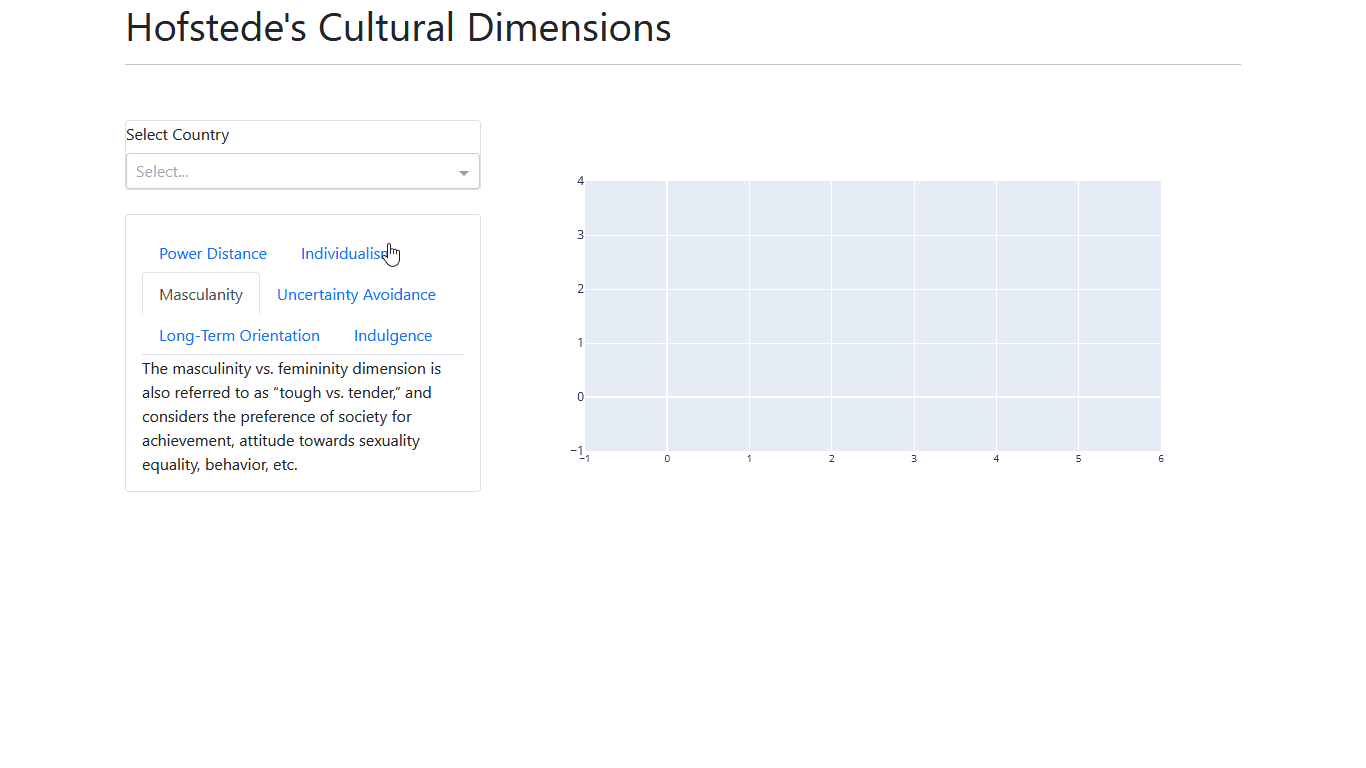 Hofstede's Cultural Dimensions
Select Country
Select...
Power Distance Individualism
Masculanity Uncertainty Avoidance
Long-Term Orientation Indulgence
The masculinity vs. femininity dimension is
also referred to as “tough vs. tender,” and
considers the preference of society for
achievement, attitude towards sexuality
equality, behavior, etc.
4
3
2
1
0
−1
−1 0 1 2 3 4 5 6